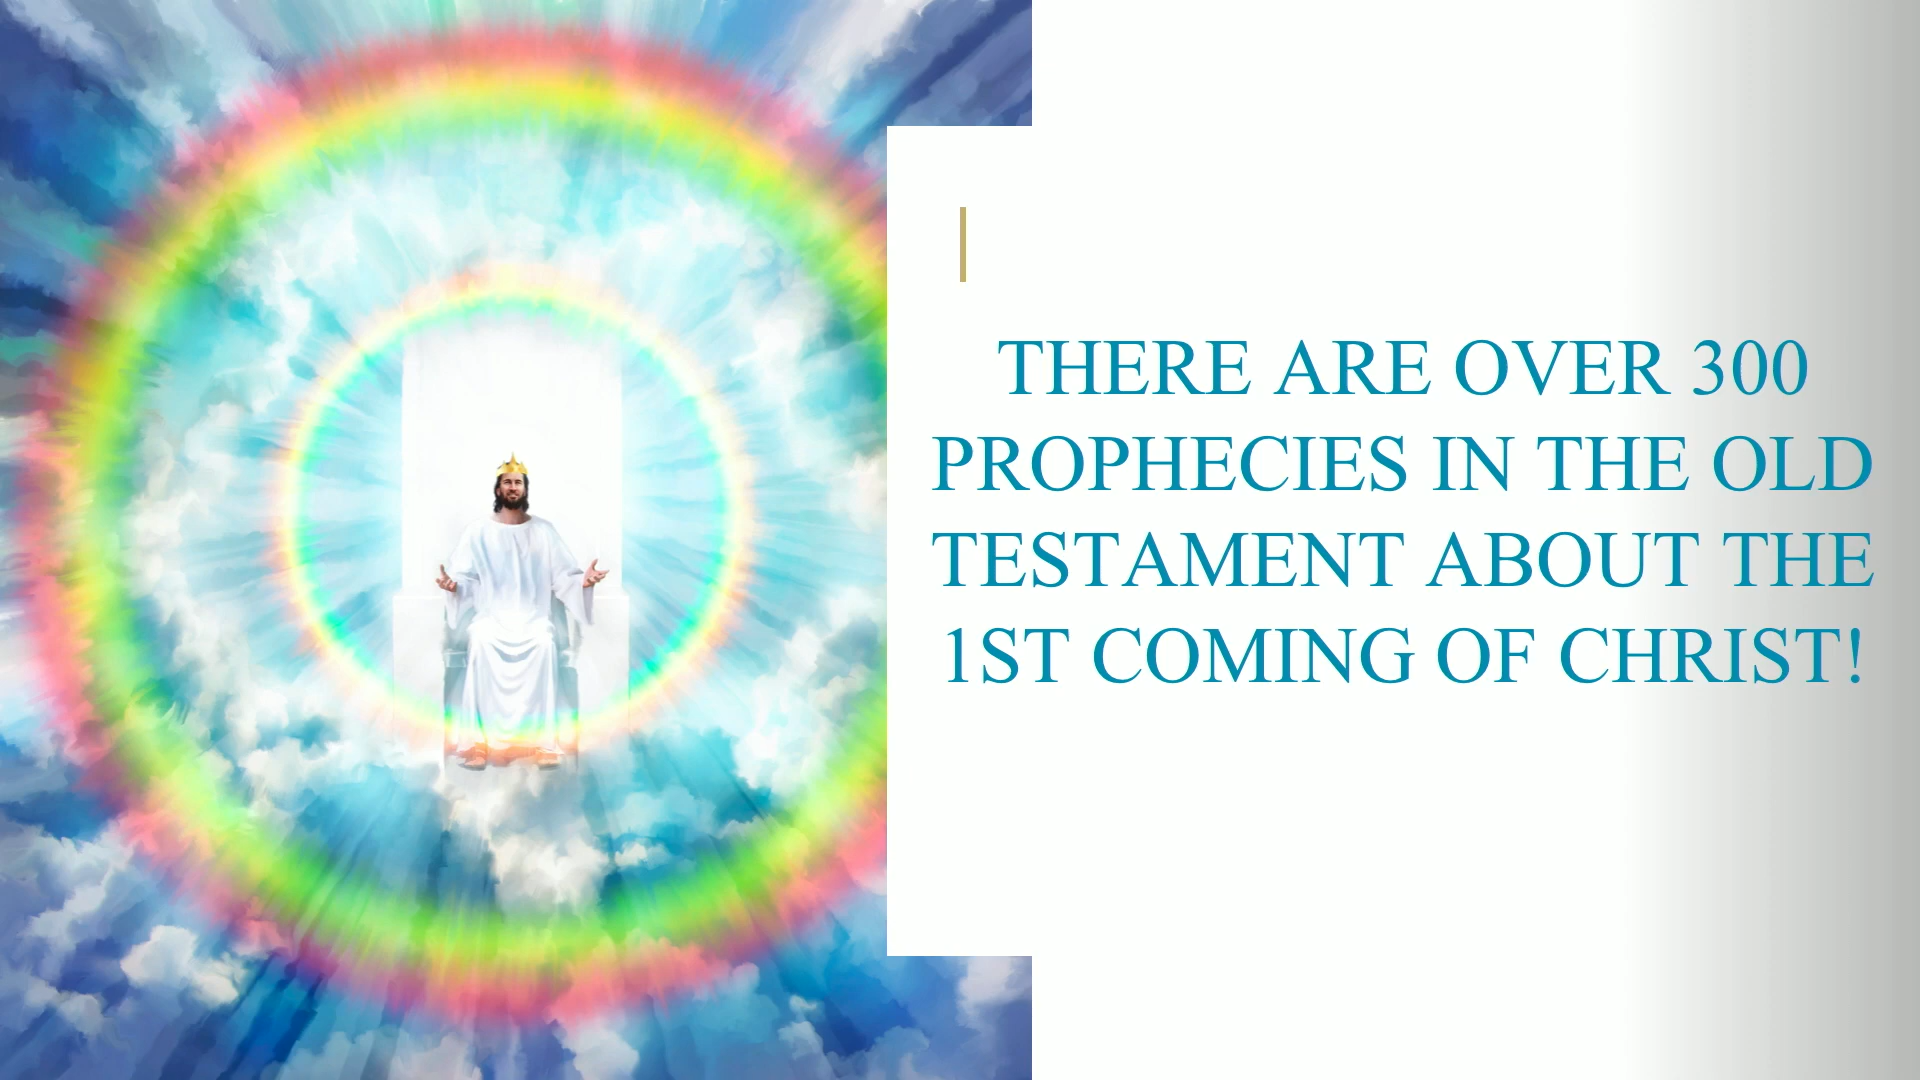 THERE ARE OVER 300
PROPHECIES IN THE OLD
TESTAMENT ABOUT THE
1ST COMING OF CHRIST!